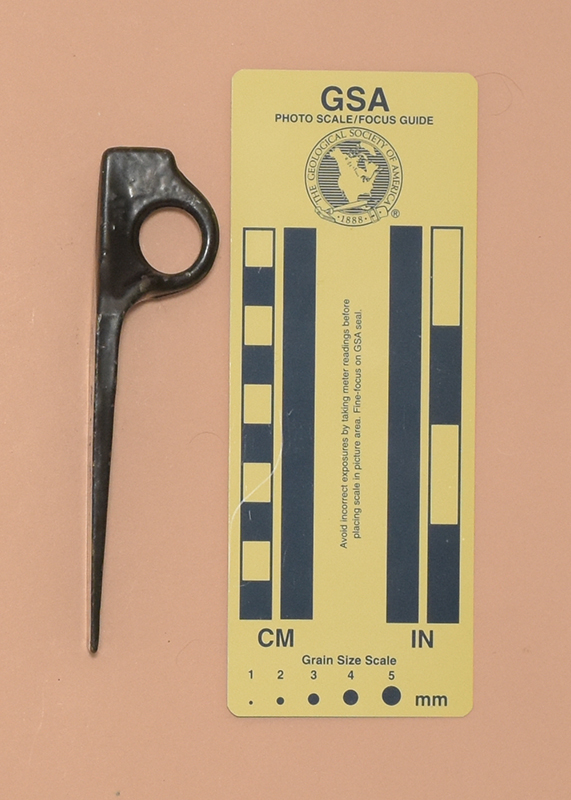 GSA
PHOTO SCALE/FOCUS GUIDE
THE GEOLOGICAL SOCIETY OF AMERICA
·1888·
®
Avoid incorrect exposures by taking meter readings before
placing scale in picture area. Fine-focus on GSA seal.
CM IN
Grain Size Scale
1 2 3 4 5
mm